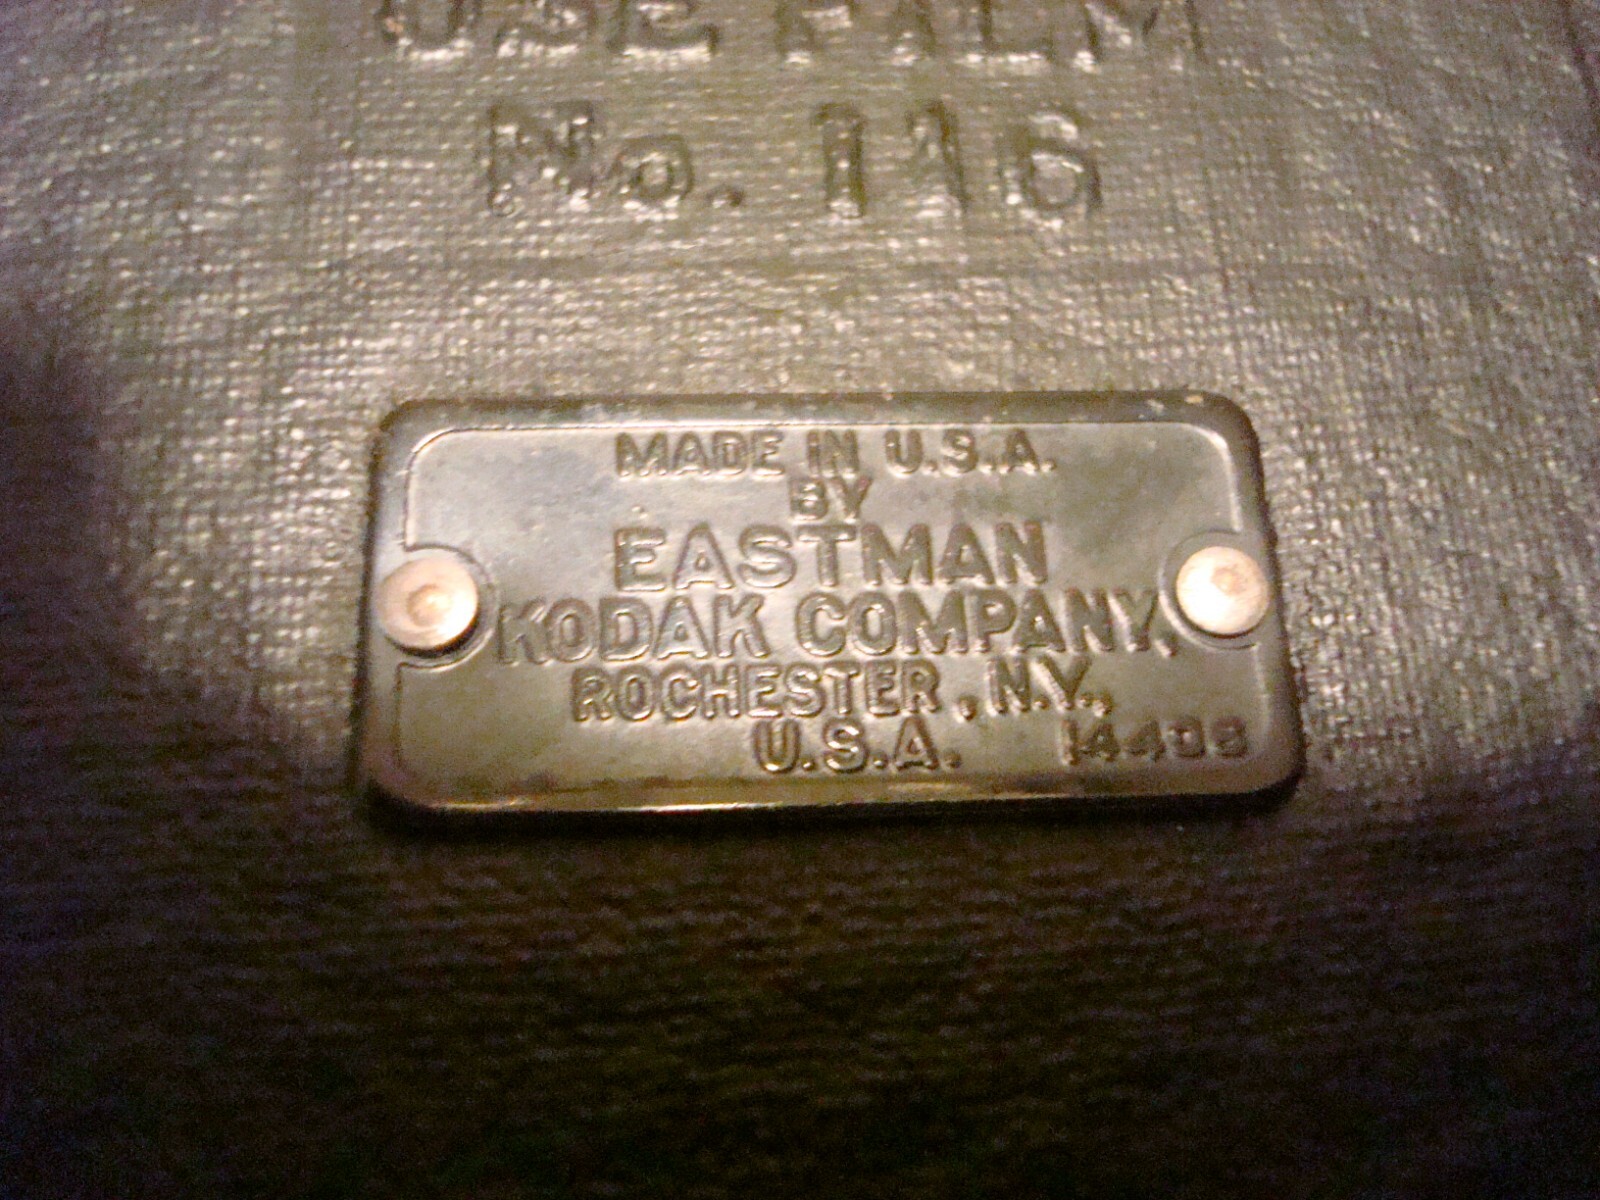 USE FILM
No. 116
MADE IN U.S.A.
BY
EASTMAN
KODAK COMPANY,
ROCHESTER, N.Y.,
U.S.A.